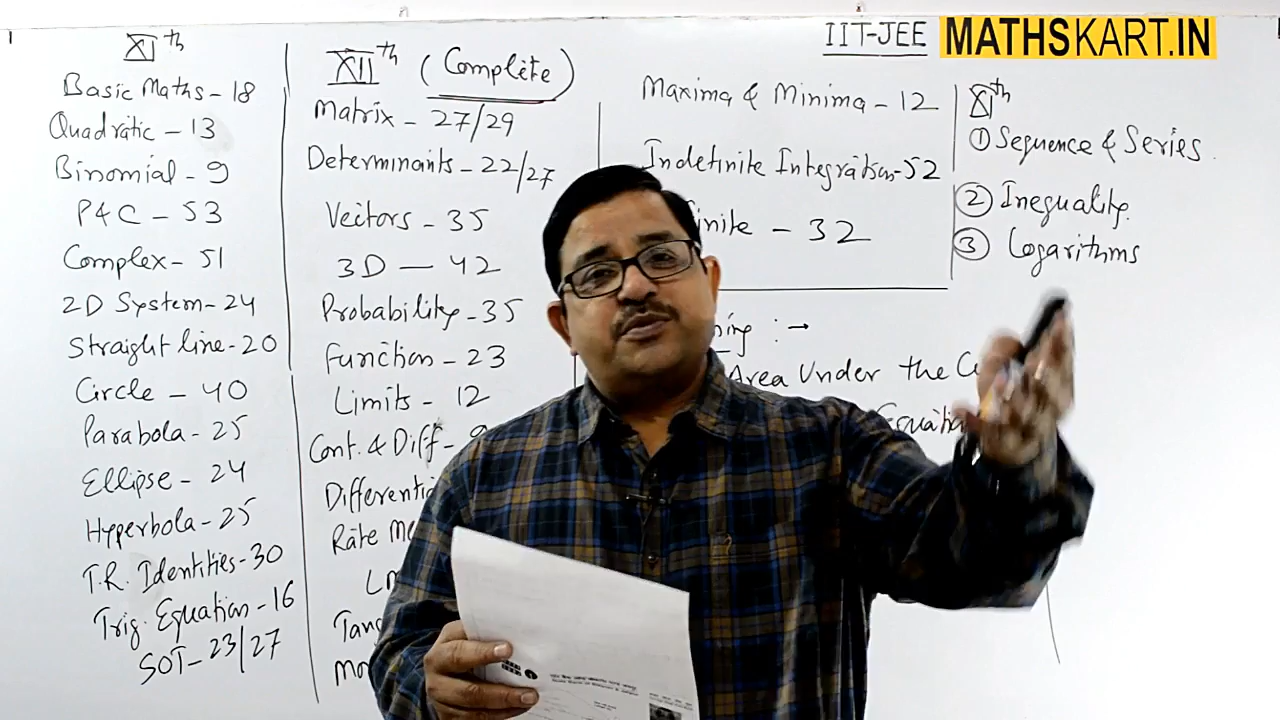 IIT-JEE MATHSKART.IN
XIth
Basic Maths - 18
Quadratic - 13
Binomial - 9
P&C - 53
Complex - 51
2D System - 24
Straight line - 20
Circle - 40
Parabola - 25
Ellipse - 24
Hyperbola - 25
T.R. Identities - 30
Trig. Equation - 16
SOT - 23/27
XIIth (Complete)
Matrix - 27/29
Determinants - 22/27
Vectors - 35
3D - 42
Probability - 35
Function - 23
Limits - 12
Cont. & Diff -
Rate
Maxima & Minima - 12
Indefinite Integration - 52
- 32
: →
Area Under the
XIth
① Sequence & Series
② Inequality
③ Logarithms